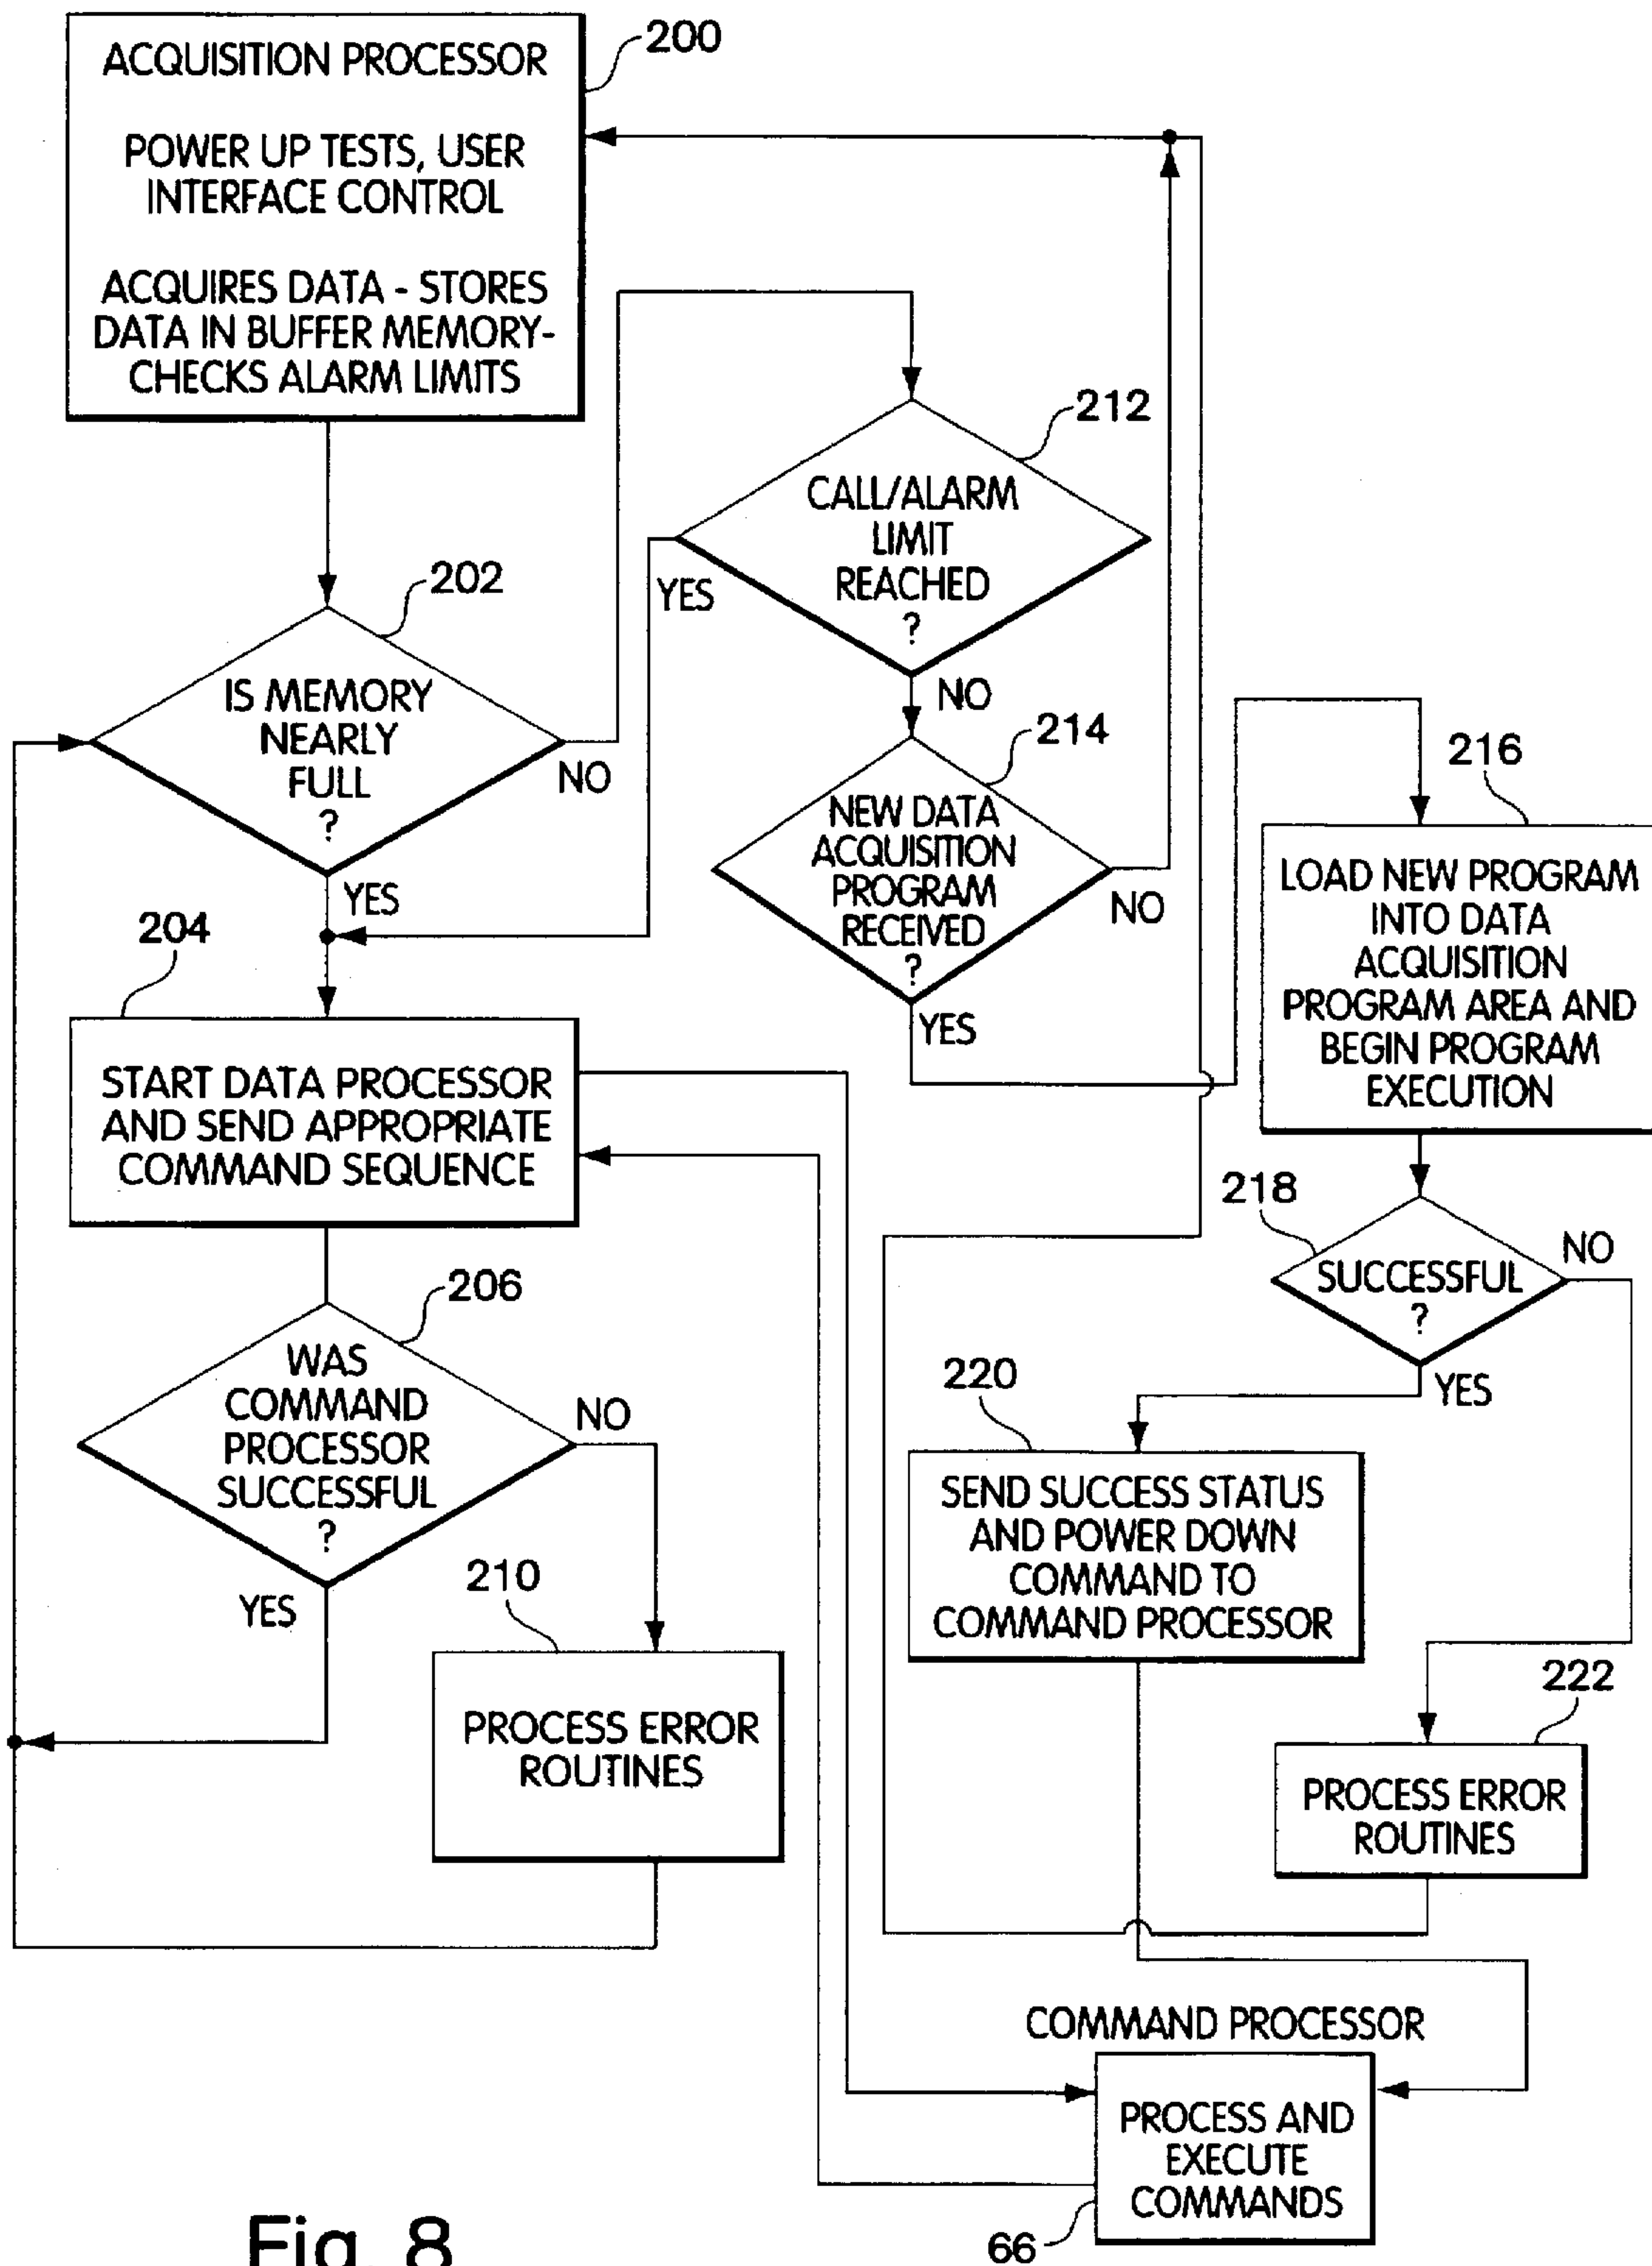 ACQUISITION PROCESSOR
POWER UP TESTS, USER
INTERFACE CONTROL
ACQUIRES DATA - STORES
DATA IN BUFFER MEMORY-
CHECKS ALARM LIMITS
200
202
IS MEMORY
NEARLY
FULL
?
NO
YES
212
CALL/ALARM
LIMIT
REACHED
?
YES
NO
214
NEW DATA
ACQUISITION
PROGRAM
RECEIVED
?
NO
YES
216
LOAD NEW PROGRAM
INTO DATA
ACQUISITION
PROGRAM AREA AND
BEGIN PROGRAM
EXECUTION
204
START DATA PROCESSOR
AND SEND APPROPRIATE
COMMAND SEQUENCE
218
SUCCESSFUL
?
NO
YES
206
WAS
COMMAND
PROCESSOR
SUCCESSFUL
?
NO
YES
220
SEND SUCCESS STATUS
AND POWER DOWN
COMMAND TO
COMMAND PROCESSOR
210
PROCESS ERROR
ROUTINES
222
PROCESS ERROR
ROUTINES
COMMAND PROCESSOR
PROCESS AND
EXECUTE
COMMANDS
66
Fig. 8